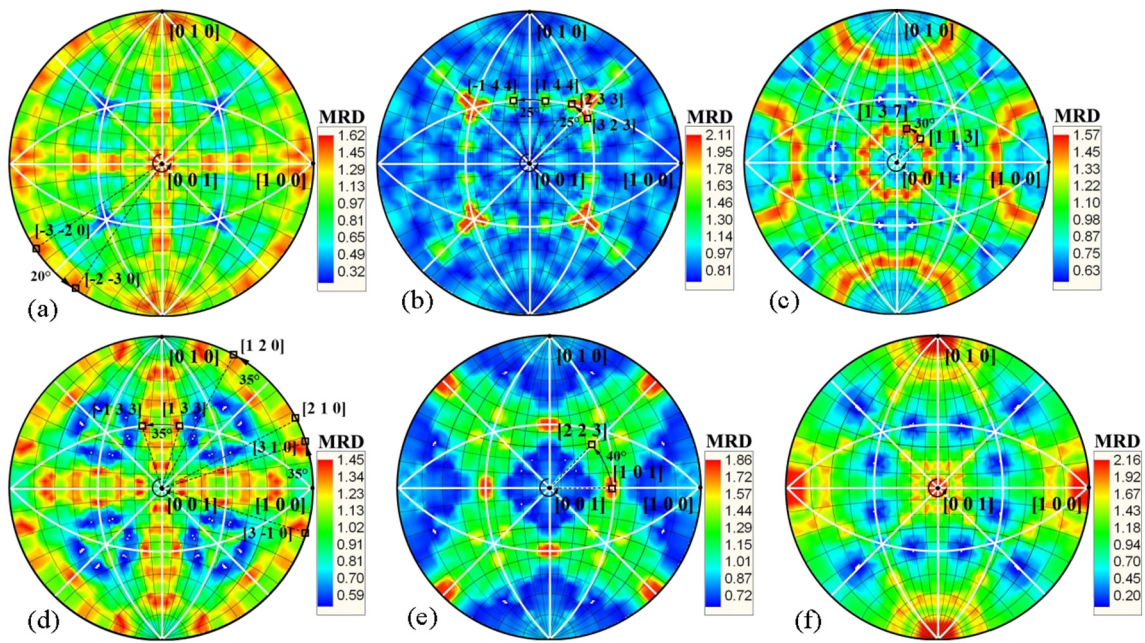 [0 1 0]
[0 0 1]
[1 0 0]
[-3 -2 0]
20°
[-2 -3 0]
(a)
MRD
1.62
1.45
1.29
1.13
0.97
0.81
0.65
0.48
0.32
[0 1 0]
[-1 4 4]
[1 4 4]
[2 3 3]
25°
25°
[3 2 3]
[0 0 1]
[1 0 0]
(b)
MRD
2.11
1.95
1.78
1.62
1.46
1.30
1.14
0.97
0.81
[0 1 0]
[1 3 7]
30°
[1 1 3]
[0 0 1]
[1 0 0]
(c)
MRD
1.57
1.45
1.34
1.22
1.10
0.98
0.87
0.75
0.63
[0 1 0]
[1 2 0]
35°
[-1 3 3]
[1 3 3]
35°
[2 1 0]
[3 1 0]
35°
[0 0 1]
[1 0 0]
[3 -1 0]
(d)
MRD
1.45
1.34
1.24
1.13
1.02
0.91
0.81
0.70
0.59
[0 1 0]
[2 2 3]
40°
[1 0 1]
[0 0 1]
[1 0 0]
(e)
MRD
1.86
1.72
1.57
1.43
1.29
1.15
1.01
0.87
0.72
[0 1 0]
[0 0 1]
[1 0 0]
(f)
MRD
2.16
1.92
1.67
1.43
1.18
0.94
0.70
0.45
0.20